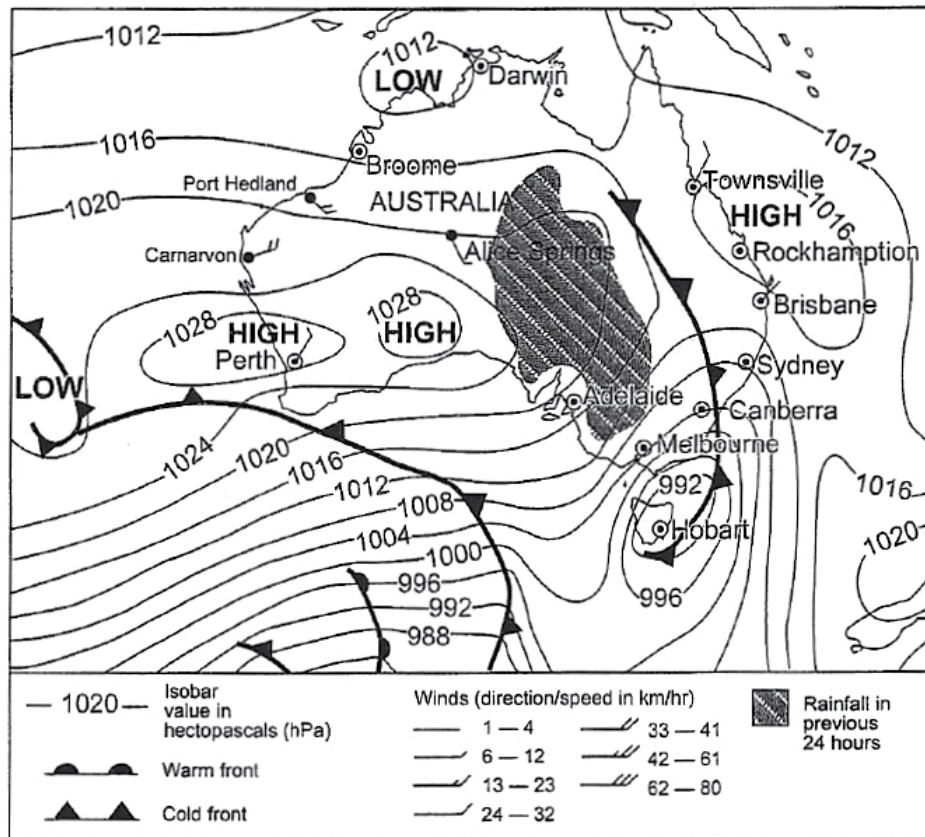 1012
1012
LOW
Darwin
1016
Broome
1012
Port Hedland
AUSTRALIA
Townsville
1020
HIGH
1016
Alice Springs
Rockhamption
Carnarvon
1028
1028
Brisbane
HIGH
HIGH
Perth
Sydney
LOW
Adelaide
Canberra
1024
1020
Melbourne
1016
992
1016
1012
1008
Hobart
1004
1020
1000
996
996
992
988
1020
Isobar
value in
hectopascals (hPa)
Warm front
Cold front
Winds (direction/speed in km/hr)
1 — 4
6 — 12
13 — 23
24 — 32
33 — 41
42 — 61
62 — 80
Rainfall in
previous
24 hours